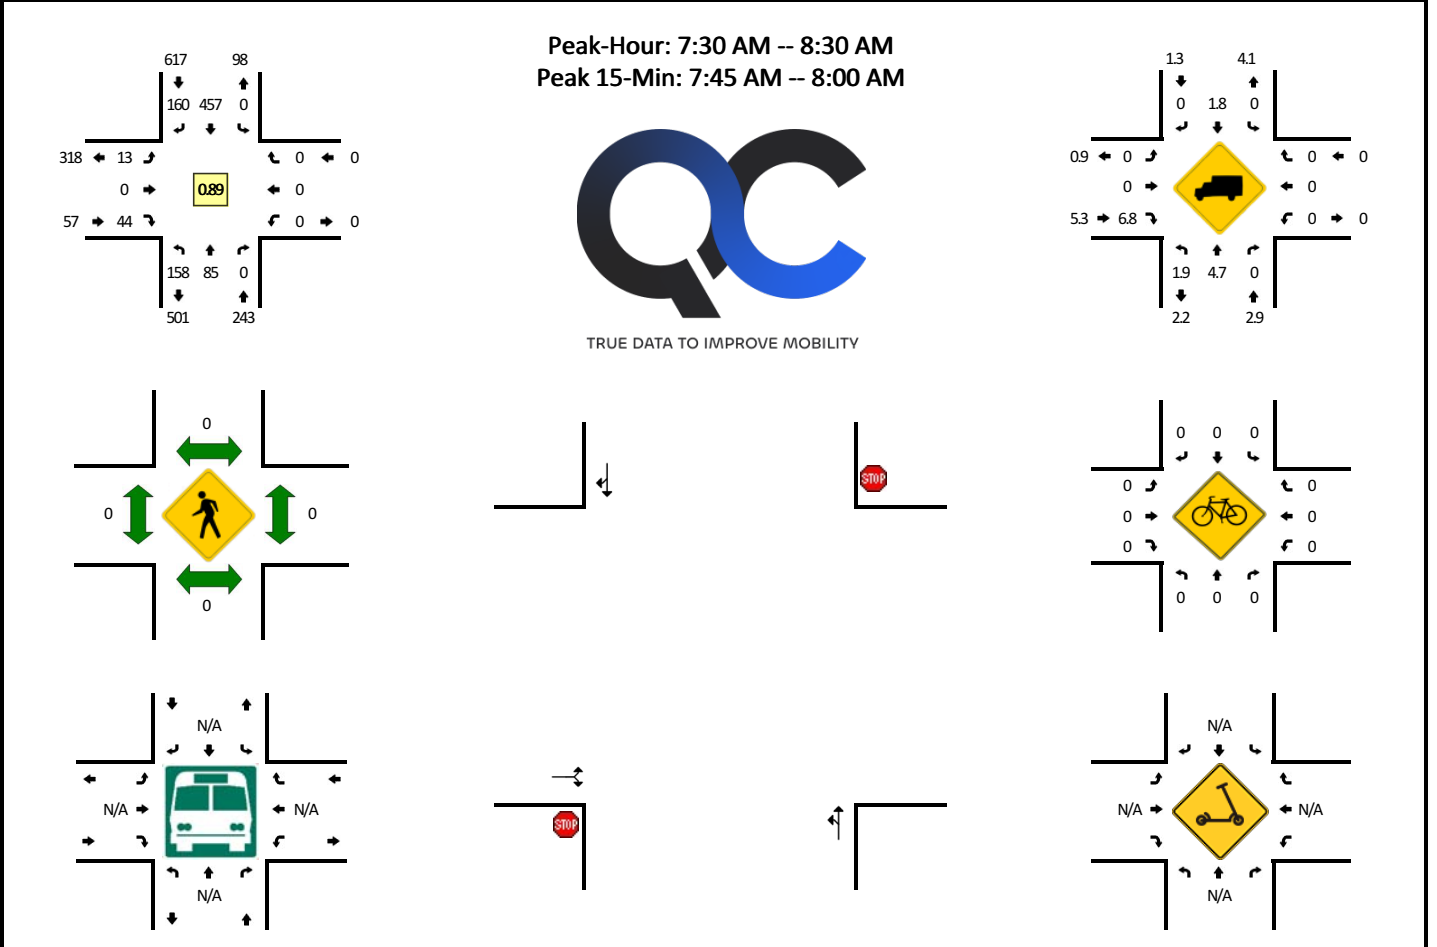 Peak-Hour: 7:30 AM -- 8:30 AM
Peak 15-Min: 7:45 AM -- 8:00 AM
617 98
160 457 0
318 13 0 0
0 0.89 0
57 44 0 0
158 85 0
501 243
1.3 4.1
0 1.8 0
0.9 0 0 0
0 0
5.3 6.8 0 0
1.9 4.7 0
2.2 2.9
QC
TRUE DATA TO IMPROVE MOBILITY
0
0 0
0
STOP
STOP
0 0 0
0 0
0 0
0 0
0 0 0
N/A
N/A N/A
N/A
N/A
N/A N/A
N/A